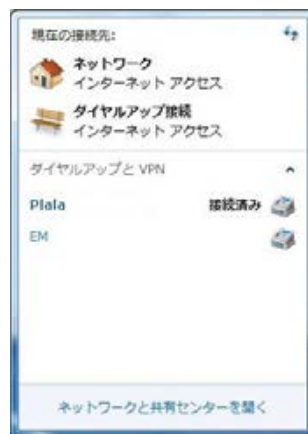 現在の接続先:
ネットワーク
インターネット アクセス
ダイヤルアップ接続
インターネット アクセス
ダイヤルアップと VPN
Plala 接続済み
EM
ネットワークと共有センターを開く